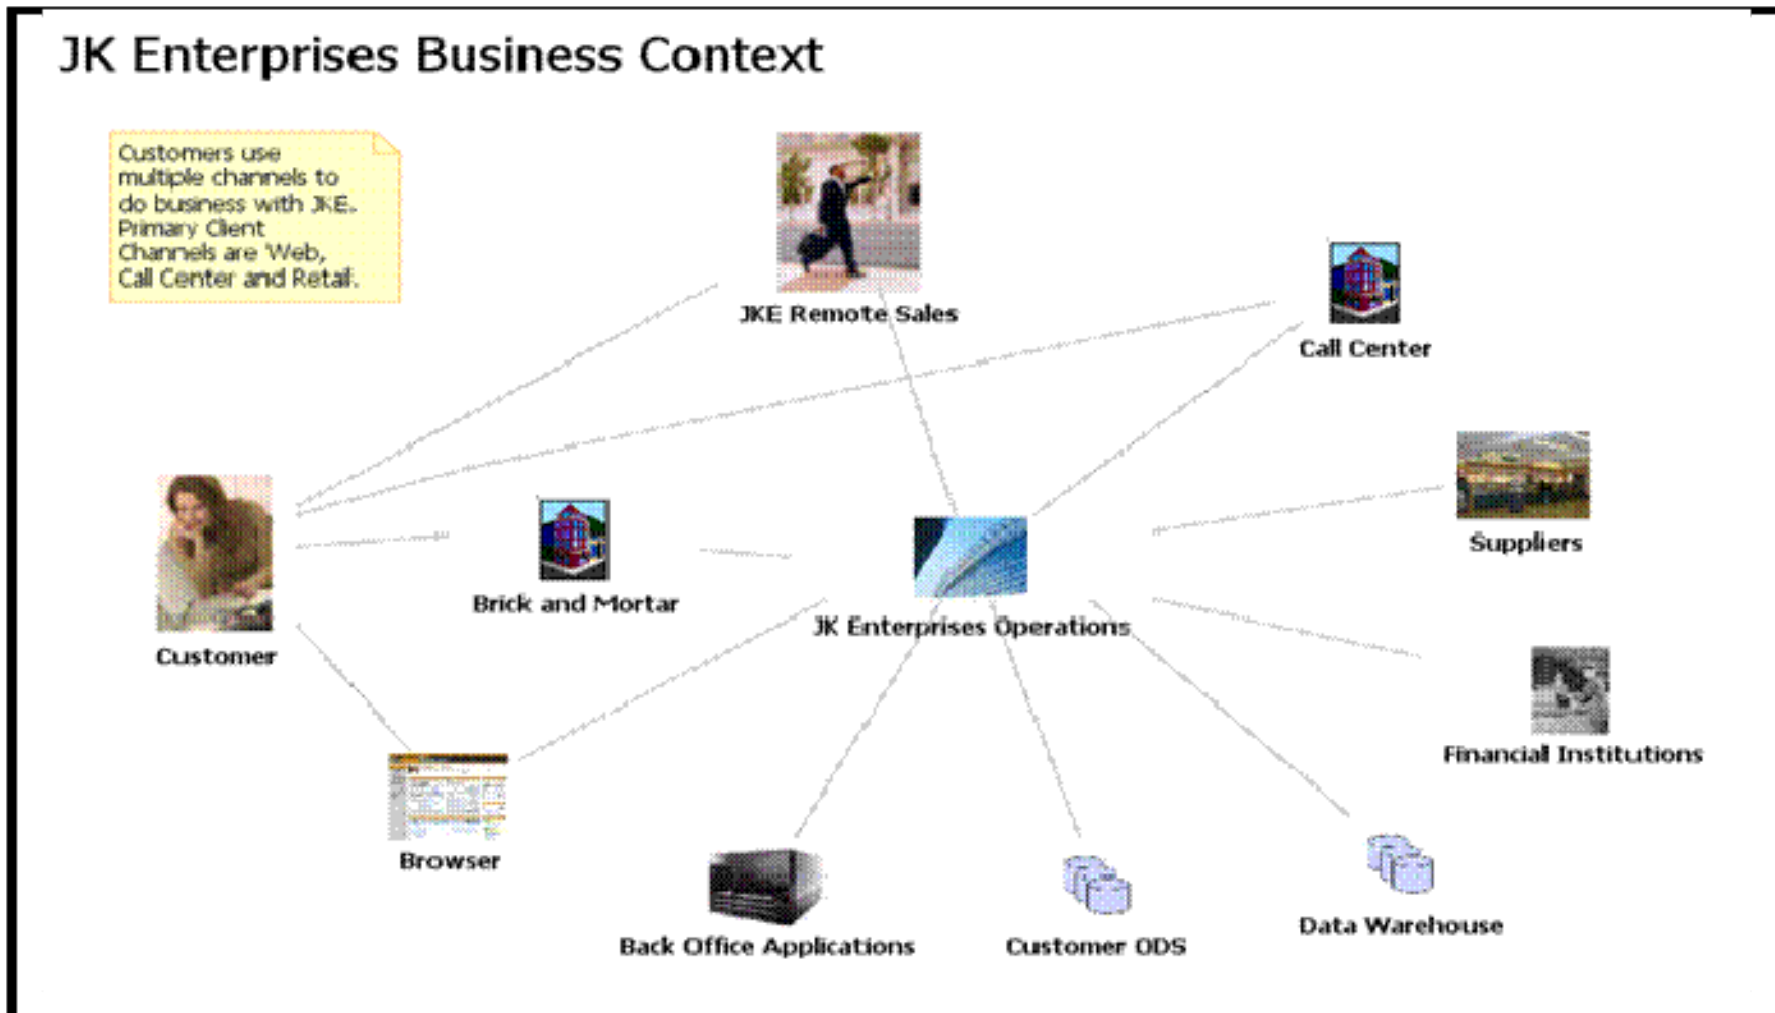 JK Enterprises Business Context
Customers use
multiple channels to
do business with JKE.
Primary Client
Channels are Web,
Call Center and Retail.
JKE Remote Sales
Call Center
Suppliers
Brick and Mortar
JK Enterprises Operations
Customer
Financial Institutions
Browser
Back Office Applications
Customer ODS
Data Warehouse